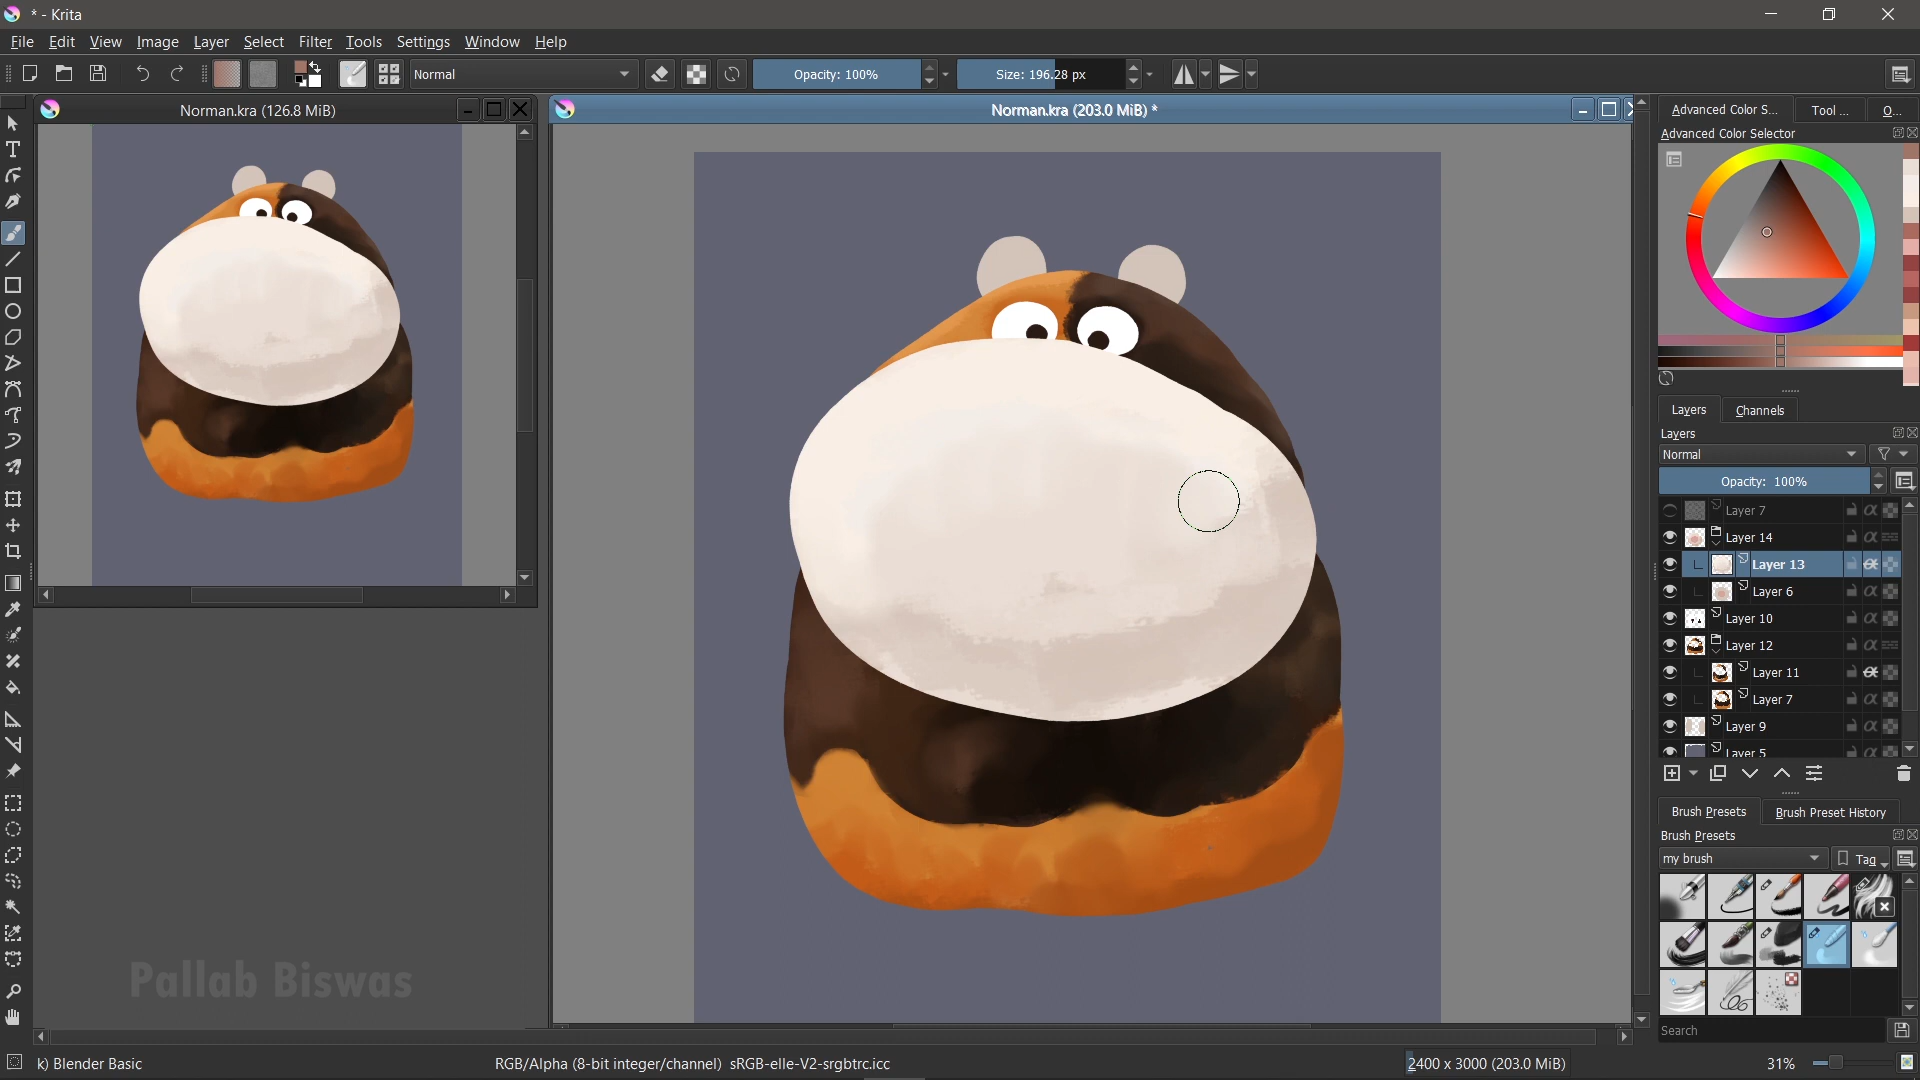 * - Krita
File Edit View Image Layer Select Filter Tools Settings Window Help
Normal Opacity: 100% Size: 196.28 px
Norman.kra (126.8 MiB)
Norman.kra (203.0 MiB) *
Advanced Color S... Tool ... O...
Advanced Color Selector
Layers Channels
Layers
Normal
Opacity: 100%
Layer 7
Layer 14
Layer 13
Layer 6
Layer 10
Layer 12
Layer 11
Layer 7
Layer 9
Layer 5
Brush Presets Brush Preset History
Brush Presets
my brush Tag
Search
Pallab Biswas
k) Blender Basic RGB/Alpha (8-bit integer/channel) sRGB-elle-V2-srgbtrc.icc 2400 x 3000 (203.0 MiB) 31%